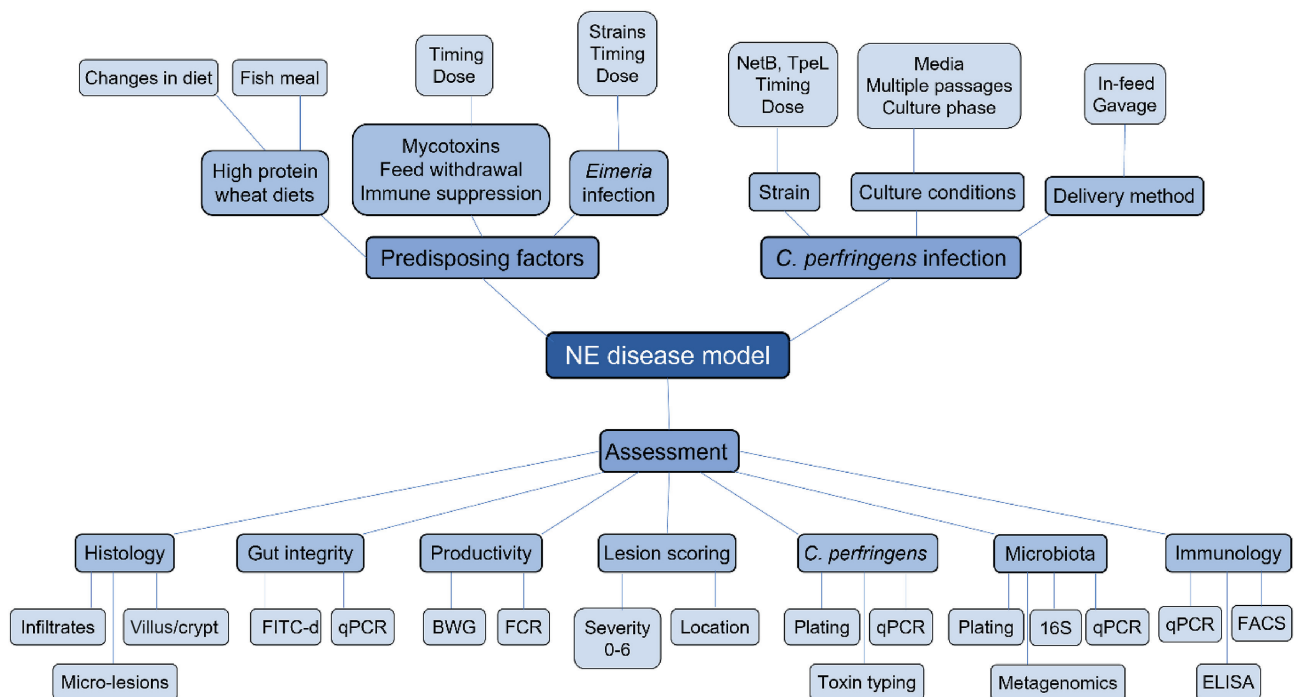 Changes in diet
Fish meal
Timing
Dose
Strains
Timing
Dose
NetB, TpeL
Timing
Dose
Media
Multiple passages
Culture phase
In-feed
Gavage
High protein
wheat diets
Mycotoxins
Feed withdrawal
Immune suppression
Eimeria
infection
Strain
Culture conditions
Delivery method
Predisposing factors
C. perfringens infection
NE disease model
Assessment
Histology
Gut integrity
Productivity
Lesion scoring
C. perfringens
Microbiota
Immunology
Infiltrates
Villus/crypt
FITC-d
qPCR
BWG
FCR
Severity
0-6
Location
Plating
qPCR
Plating
16S
qPCR
qPCR
FACS
Micro-lesions
Toxin typing
Metagenomics
ELISA